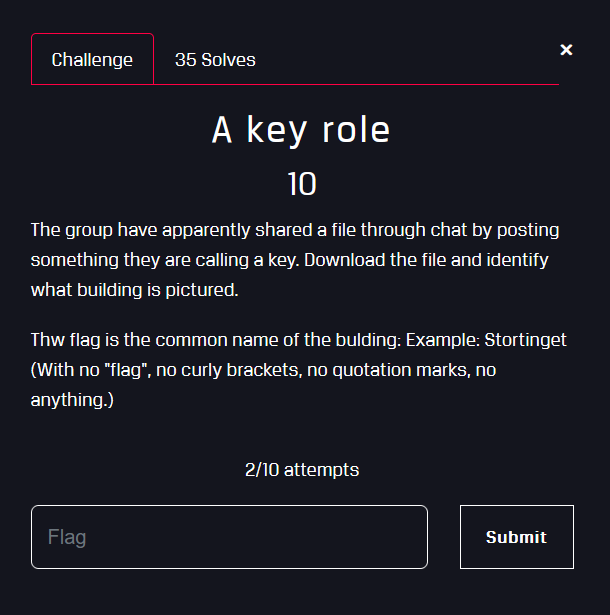 Challenge
35 Solves
×
A key role
10
The group have apparently shared a file through chat by posting
something they are calling a key. Download the file and identify
what building is pictured.
Thw flag is the common name of the bulding: Example: Stortinget
(With no "flag", no curly brackets, no quotation marks, no
anything.)
2/10 attempts
Flag
Submit